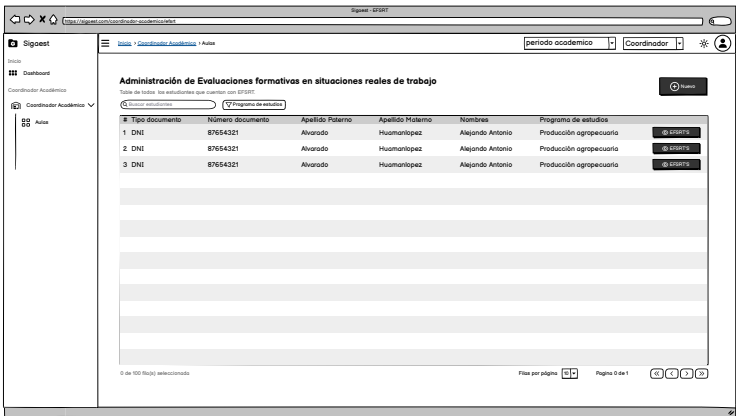 Sigaest - EFSRT
https://sigaest.com/coordinador-academico/efsrt
Sigaest
Inicio > Coordinador Académico > Aulas
periodo academico
Coordinador
Inicio
Dashboard
Coordinador Académico
Coordinador Académico
Aulas
Administración de Evaluaciones formativas en situaciones reales de trabajo
Table de todos los estudiantes que cuentan con EFSRT.
Nuevo
Buscar estudiantes
Programa de estudios
# Tipo documento Número documento Apellido Paterno Apellido Materno Nombres Programa de estudios
1 DNI 87654321 Alvarado Huamanlopez Alejando Antonio Producción agropecuaria EFSRT'S
2 DNI 87654321 Alvarado Huamanlopez Alejando Antonio Producción agropecuaria EFSRT'S
3 DNI 87654321 Alvarado Huamanlopez Alejando Antonio Producción agropecuaria EFSRT'S
0 de 100 fila(s) seleccionada.
Filas por página 10 Pagina 0 de 1